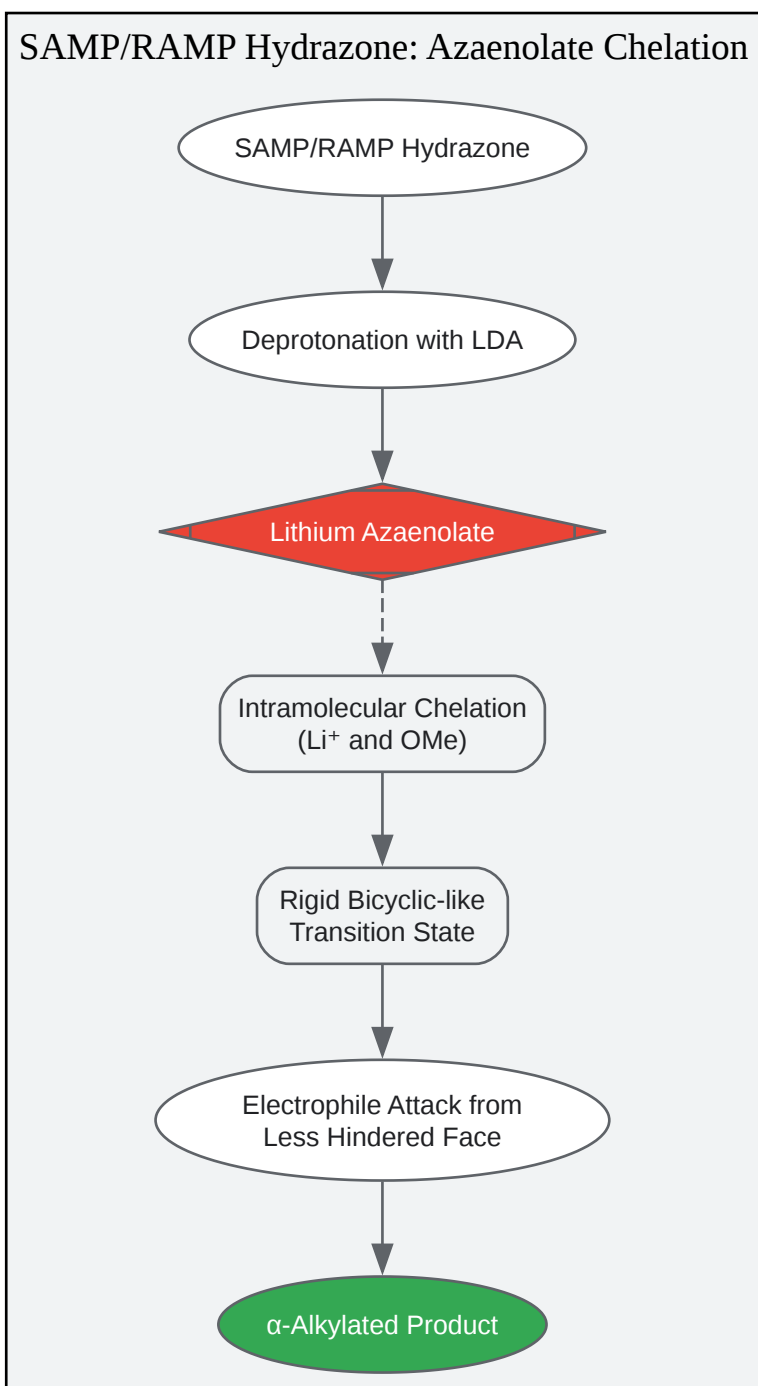 SAMP/RAMP Hydrazone: Azaenolate Chelation
SAMP/RAMP Hydrazone
Deprotonation with LDA
Lithium Azaenolate
Intramolecular Chelation
(Li⁺ and OMe)
Rigid Bicyclic-like
Transition State
Electrophile Attack from
Less Hindered Face
α-Alkylated Product